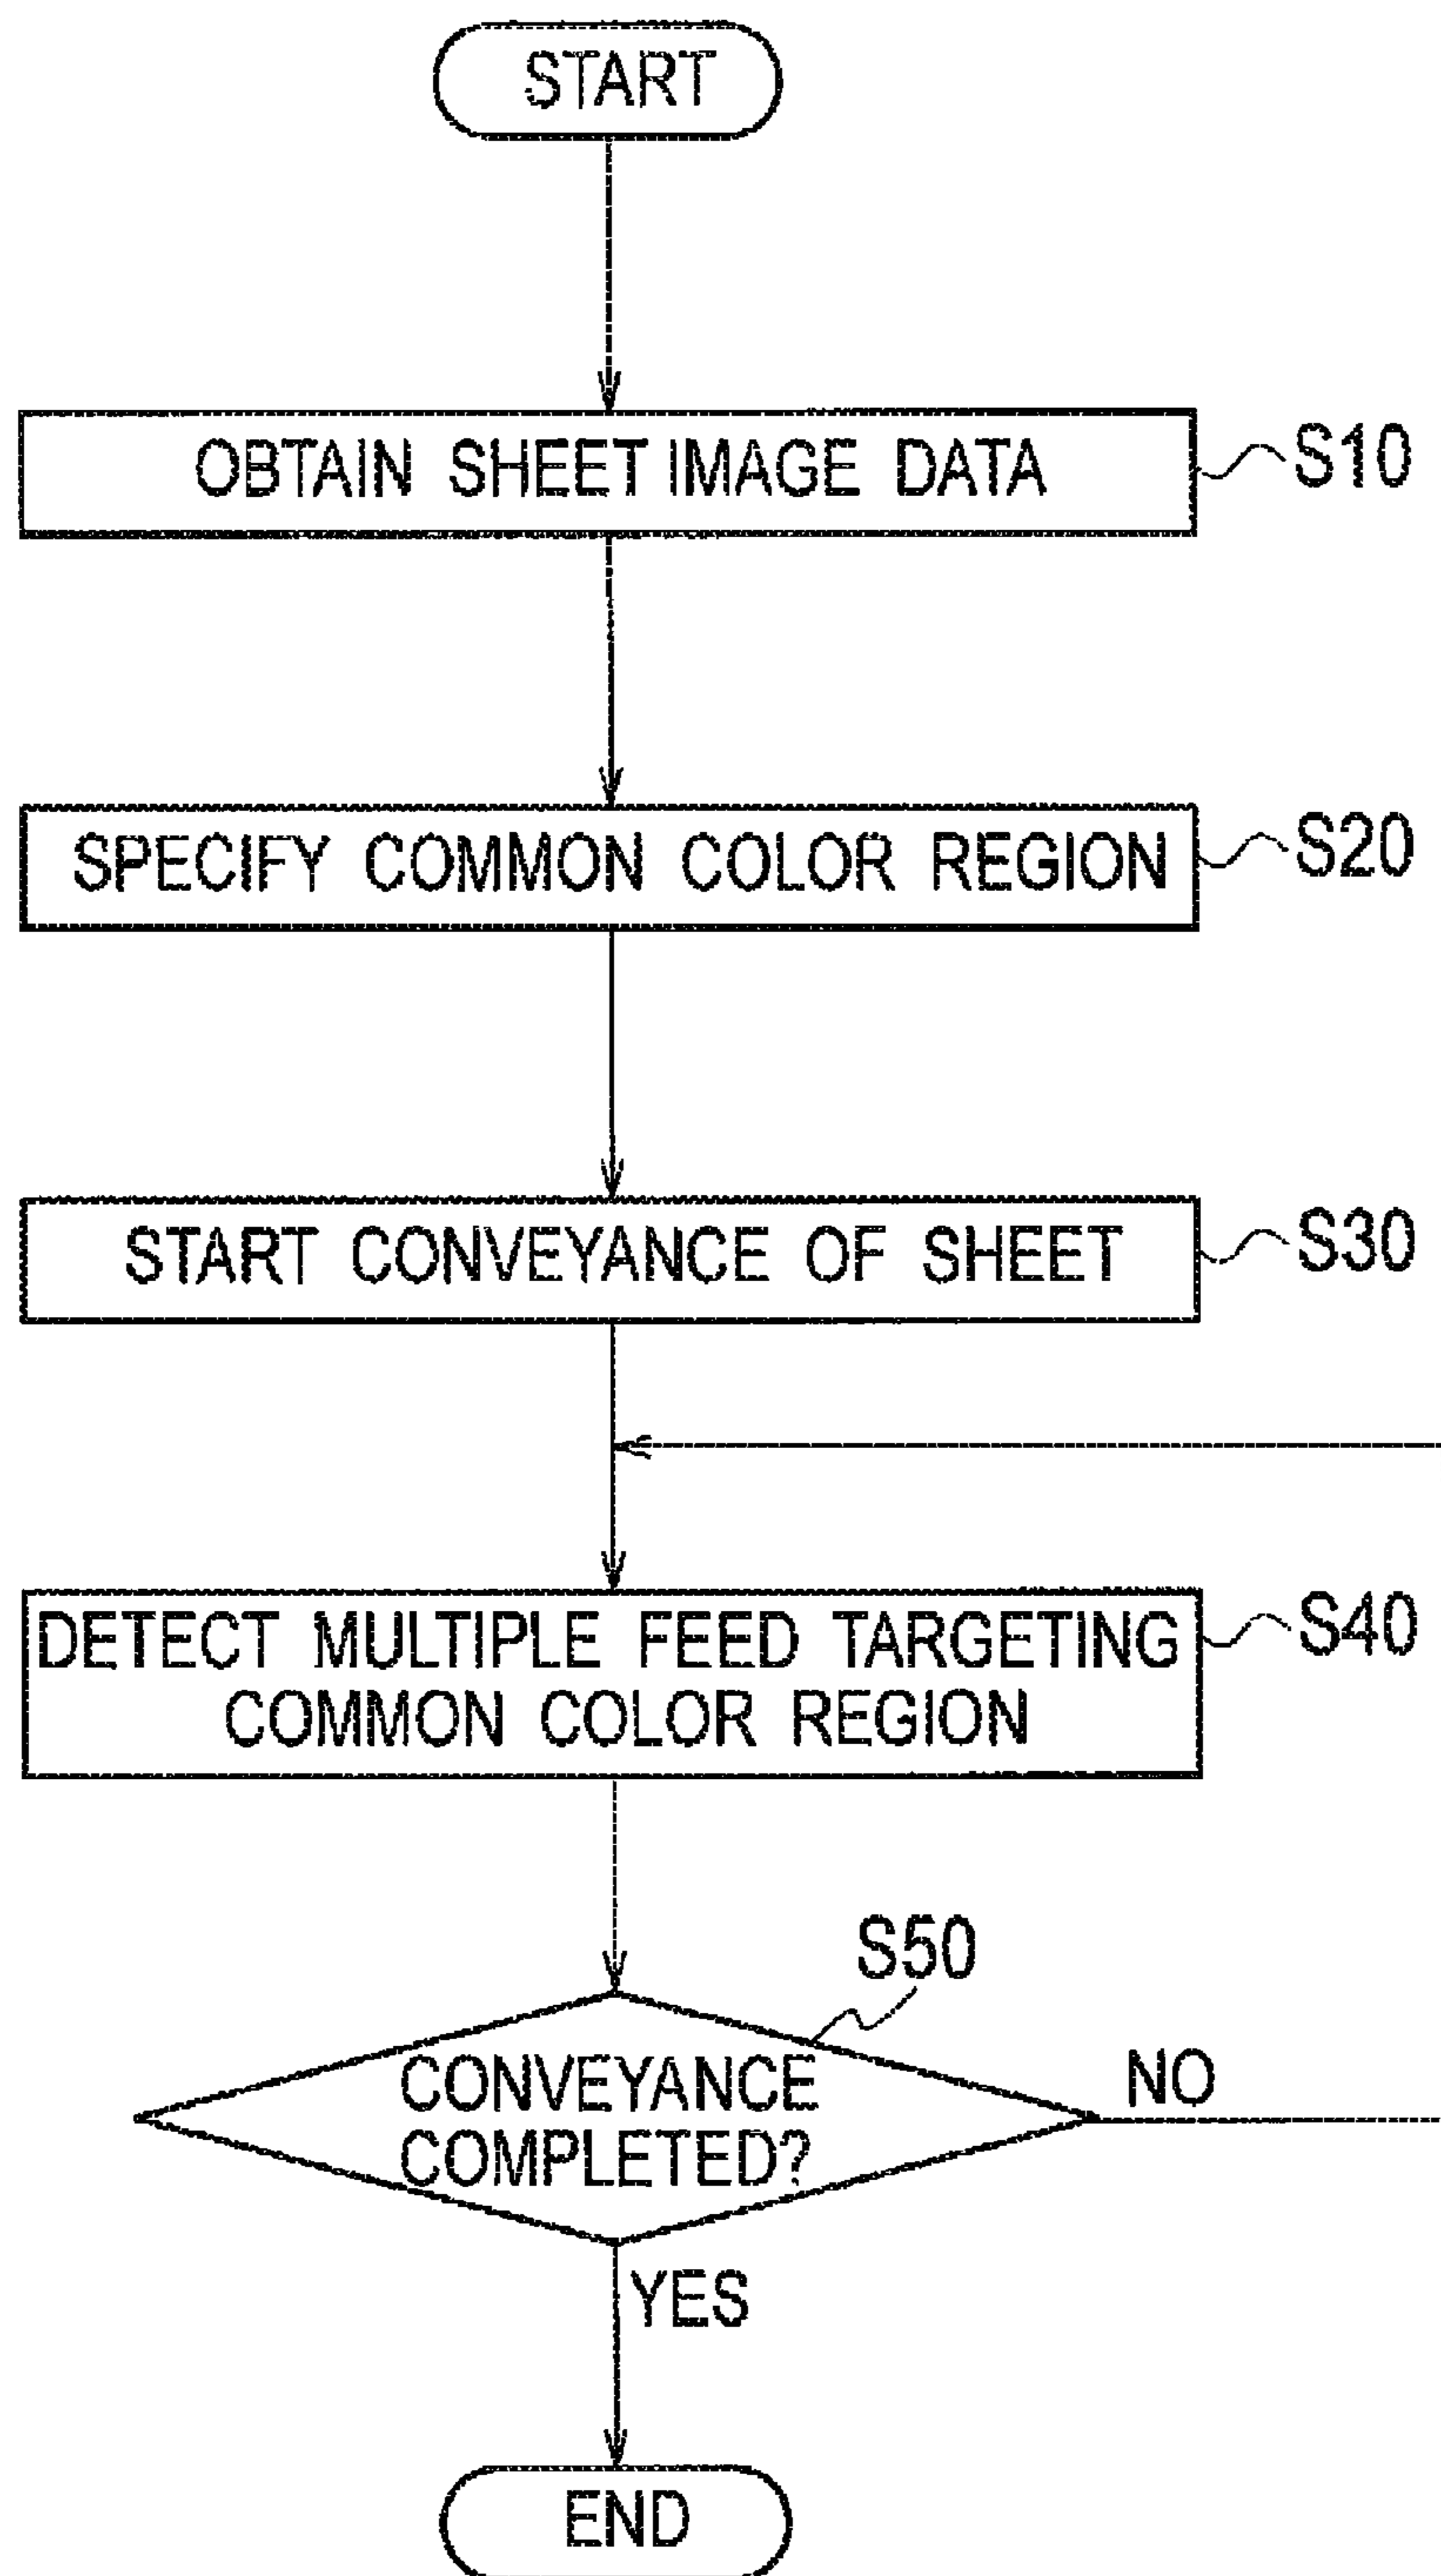 START
OBTAIN SHEET IMAGE DATA
S10
SPECIFY COMMON COLOR REGION
S20
START CONVEYANCE OF SHEET
S30
DETECT MULTIPLE FEED TARGETING
COMMON COLOR REGION
S40
S50
CONVEYANCE
COMPLETED?
NO
YES
END